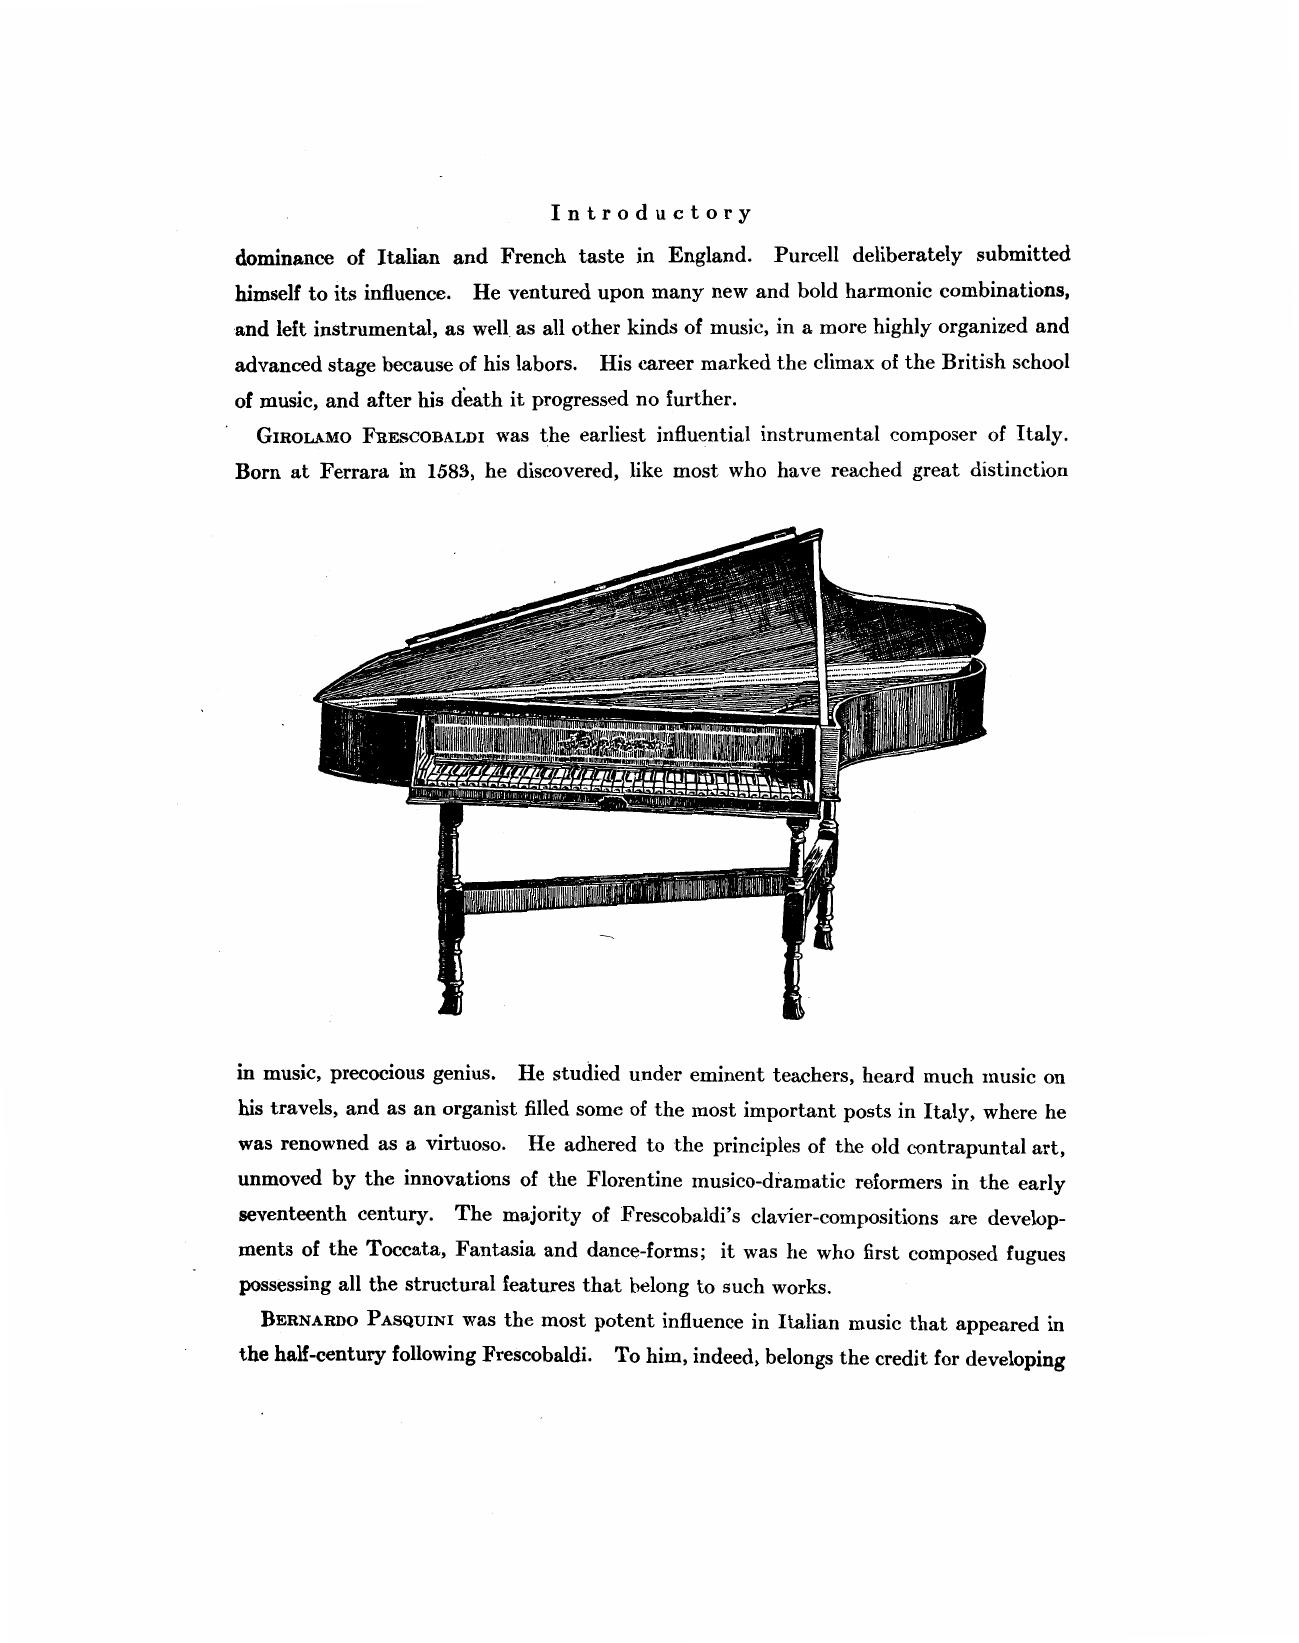 Introductory
dominance of Italian and French taste in England. Purcell deliberately submitted
himself to its influence. He ventured upon many new and bold harmonic combinations,
and left instrumental, as well as all other kinds of music, in a more highly organized and
advanced stage because of his labors. His career marked the climax of the British school
of music, and after his death it progressed no further.
GIROLAMO FRESCOBALDI was the earliest influential instrumental composer of Italy.
Born at Ferrara in 1583, he discovered, like most who have reached great distinction
in music, precocious genius. He studied under eminent teachers, heard much music on
his travels, and as an organist filled some of the most important posts in Italy, where he
was renowned as a virtuoso. He adhered to the principles of the old contrapuntal art,
unmoved by the innovations of the Florentine musico-dramatic reformers in the early
seventeenth century. The majority of Frescobaldi's clavier-compositions are develop-
ments of the Toccata, Fantasia and dance-forms; it was he who first composed fugues
possessing all the structural features that belong to such works.
BERNARDO PASQUINI was the most potent influence in Italian music that appeared in
the half-century following Frescobaldi. To him, indeed, belongs the credit for developing